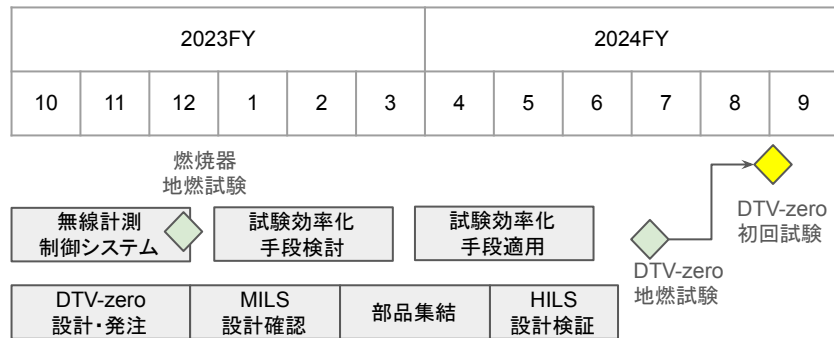 2023FY 2024FY
10 11 12 1 2 3 4 5 6 7 8 9
燃焼器
地燃試験
無線計測
制御システム
試験効率化
手段検討
試験効率化
手段適用
DTV-zero
初回試験
DTV-zero
地燃試験
DTV-zero
設計・発注
MILS
設計確認
部品集結
HILS
設計検証